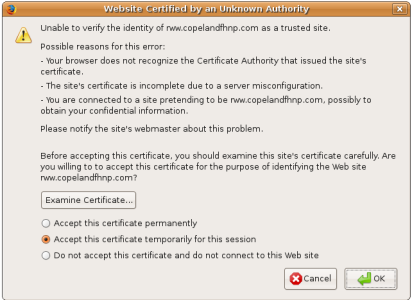 Website Certified by an Unknown Authority
Unable to verify the identity of rww.copelandfhnp.com as a trusted site.
Possible reasons for this error:
- Your browser does not recognize the Certificate Authority that issued the site's
certificate.
- The site's certificate is incomplete due to a server misconfiguration.
- You are connected to a site pretending to be rww.copelandfhnp.com, possibly to
obtain your confidential information.
Please notify the site's webmaster about this problem.
Before accepting this certificate, you should examine this site's certificate carefully. Are
you willing to to accept this certificate for the purpose of identifying the Web site
rww.copelandfhnp.com?
Examine Certificate...
Accept this certificate permanently
Accept this certificate temporarily for this session
Do not accept this certificate and do not connect to this Web site
Cancel OK